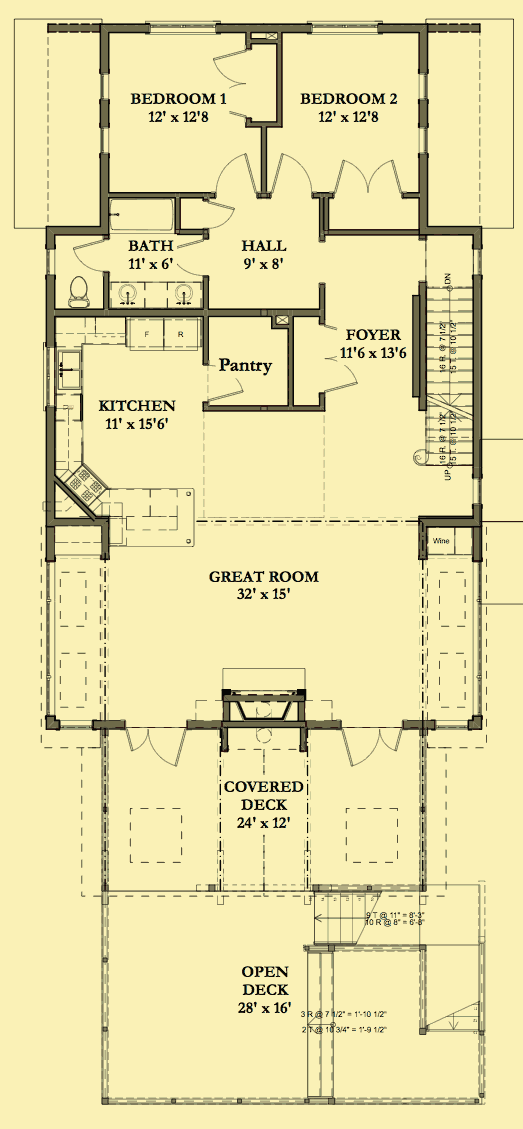 BEDROOM 1
12' x 12'8
BEDROOM 2
12' x 12'8
BATH
11' x 6'
HALL
9' x 8'
DN
16 R. @ 7 1/2"
15 T. @ 10 1/2"
F
R
FOYER
11'6 x 13'6
Pantry
KITCHEN
11' x 15'6'
16 R. @ 7 1/2"
15 T. @ 10 1/2"
UP
Wine
GREAT ROOM
32' x 15'
COVERED
DECK
24' x 12'
9 T @ 11" = 8'-3"
10 R @ 8" = 6'-8"
OPEN
DECK
28' x 16'
3 R @ 7 1/2" = 1'-10 1/2"
2 T @ 10 3/4" = 1'-9 1/2"